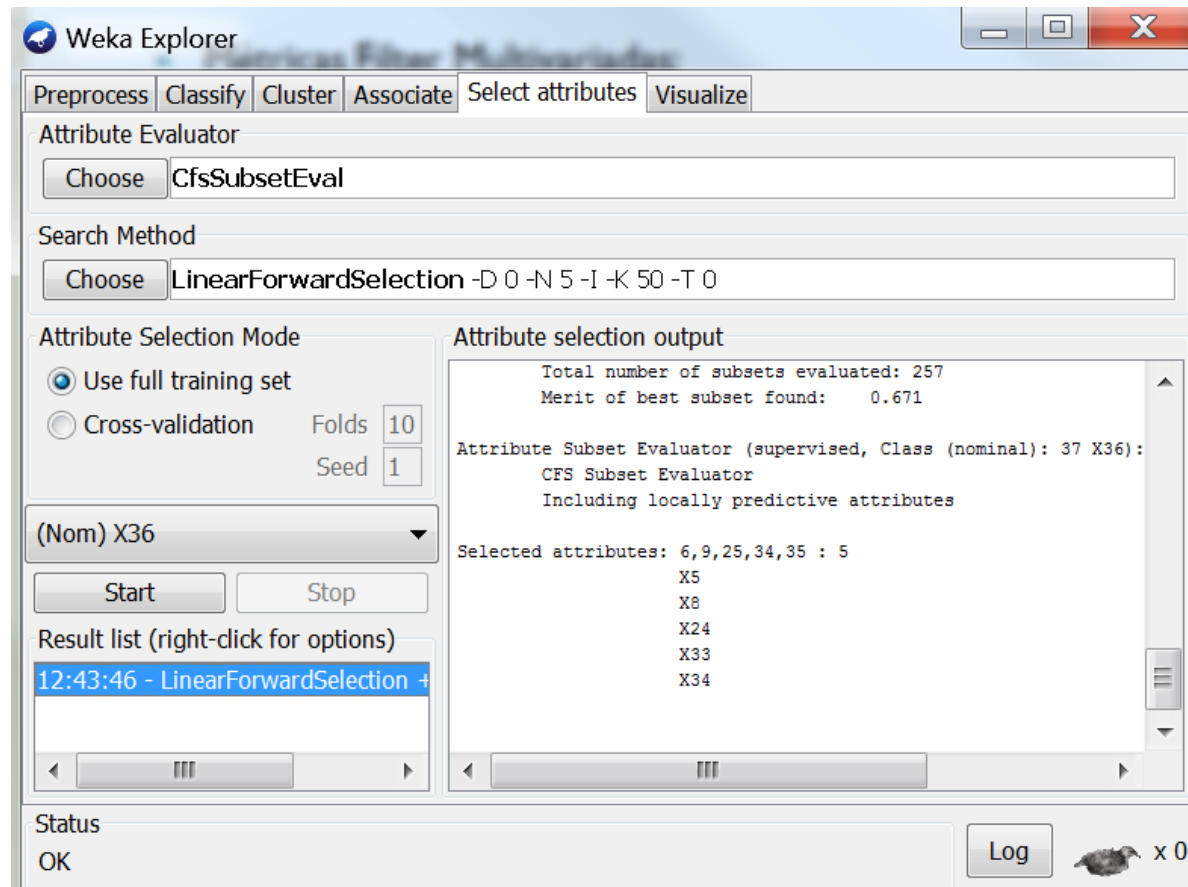 Weka Explorer
Métricas Filter Multivariadas:
Preprocess Classify Cluster Associate Select attributes Visualize
Attribute Evaluator
Choose CfsSubsetEval
Search Method
Choose LinearForwardSelection -D 0 -N 5 -I -K 50 -T 0
Attribute Selection Mode
Use full training set
Cross-validation Folds 10
Seed 1
(Nom) X36
Start Stop
Result list (right-click for options)
12:43:46 - LinearForwardSelection +
Attribute selection output
Total number of subsets evaluated: 257
Merit of best subset found: 0.671
Attribute Subset Evaluator (supervised, Class (nominal): 37 X36):
CFS Subset Evaluator
Including locally predictive attributes
Selected attributes: 6,9,25,34,35 : 5
X5
X8
X24
X33
X34
Status
OK
Log x 0